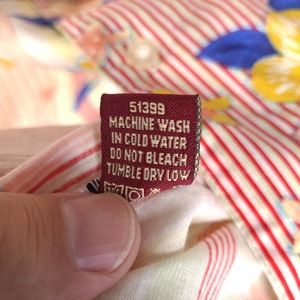 51399
MACHINE WASH
IN COLD WATER
DO NOT BLEACH
TUMBLE DRY LOW